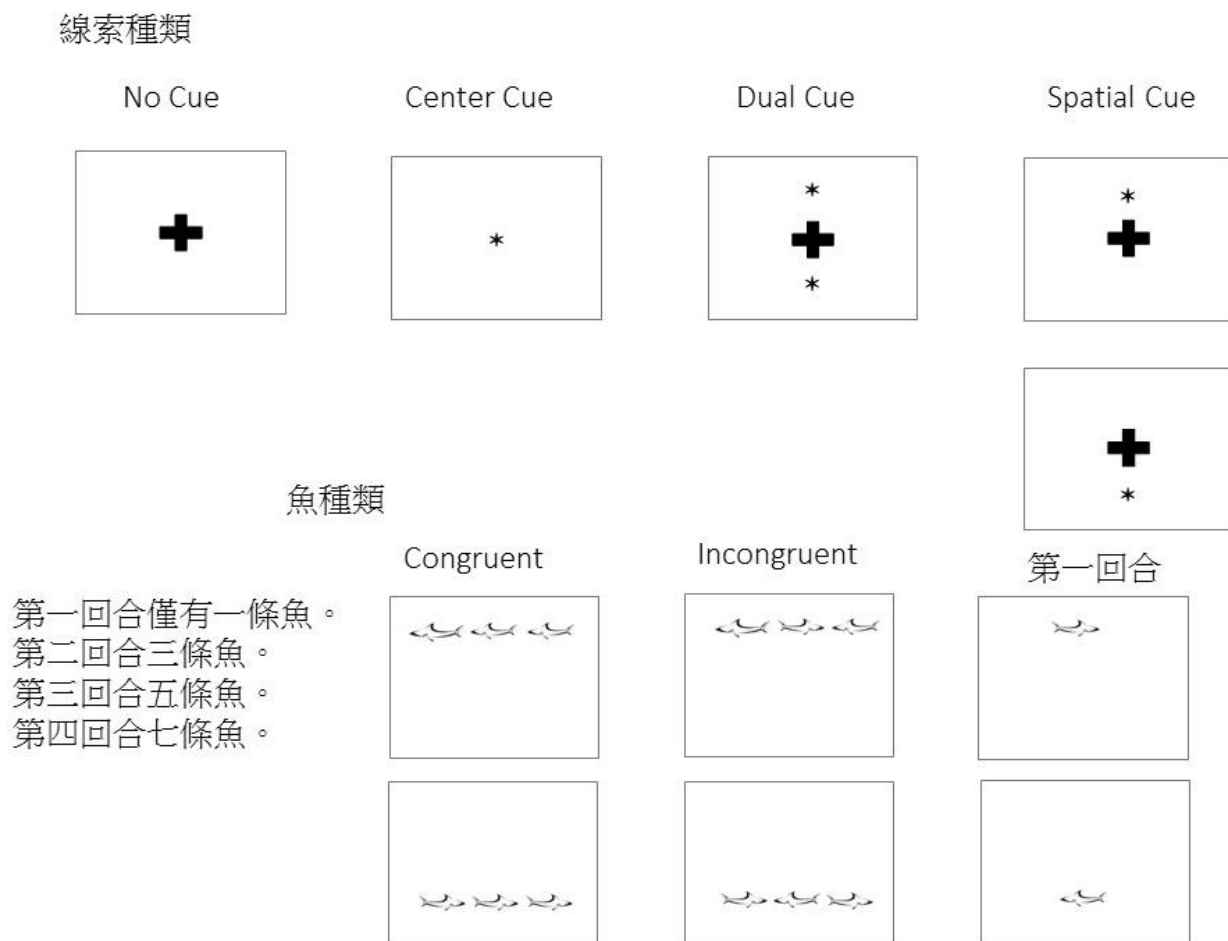 線索種類
No Cue
Center Cue
Dual Cue
Spatial Cue
魚種類
Congruent
Incongruent
第一回合
第一回合僅有一條魚。
第二回合三條魚。
第三回合五條魚。
第四回合七條魚。